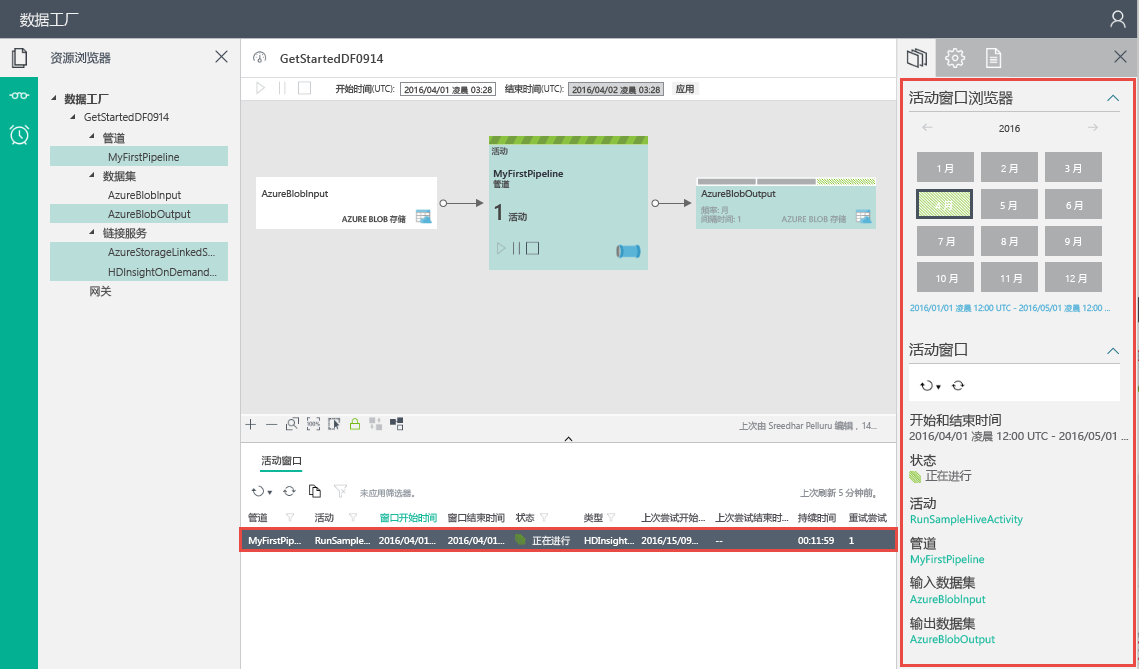 数据工厂
资源浏览器
数据工厂
GetStartedDF0914
管道
MyFirstPipeline
数据集
AzureBlobInput
AzureBlobOutput
链接服务
AzureStorageLinkedS...
HDInsightOnDemand...
网关
GetStartedDF0914
开始时间(UTC): 2016/04/01 凌晨 03:28 结束时间(UTC): 2016/04/02 凌晨 03:28 应用
AzureBlobInput
AZURE BLOB 存储
活动
MyFirstPipeline
管道
1 活动
AzureBlobOutput
频率: 月
间隔时间: 1
AZURE BLOB 存储
100%
上次由 Sreedhar Pelluru 编辑，14...
活动窗口
未应用筛选器。
上次刷新 5 分钟前。
管道 活动 窗口开始时间 窗口结束时间 状态 类型 上次尝试开始... 上次尝试结束时... 持续时间 重试尝试
MyFirstPip... RunSample... 2016/04/01... 2016/04/01... 正在进行 HDInsight... 2016/15/09... -- 00:11:59 1
活动窗口浏览器
2016
1 月 2 月 3 月
4 月 5 月 6 月
7 月 8 月 9 月
10 月 11 月 12 月
2016/01/01 凌晨 12:00 UTC - 2016/05/01 凌晨 12:00 ...
活动窗口
开始和结束时间
2016/04/01 凌晨 12:00 UTC - 2016/05/01 ...
状态
正在进行
活动
RunSampleHiveActivity
管道
MyFirstPipeline
输入数据集
AzureBlobInput
输出数据集
AzureBlobOutput